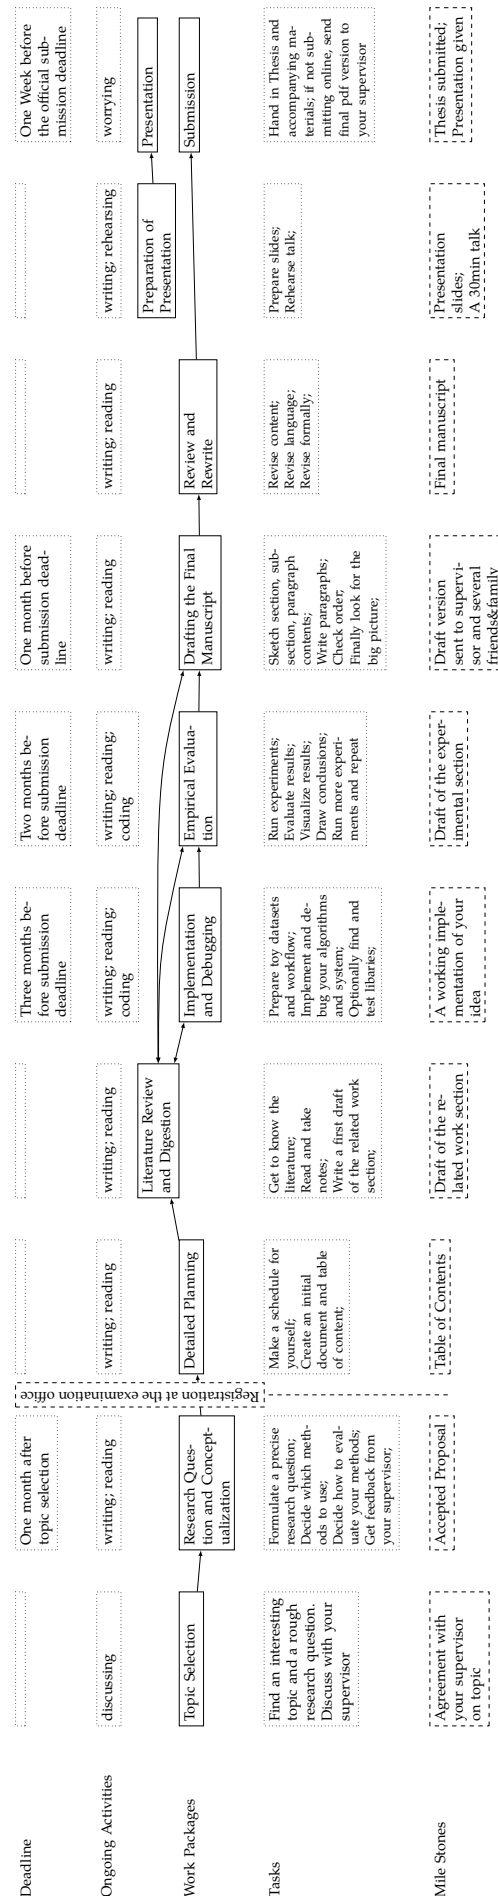 Deadline
One month after
topic selection
Three months be-
fore submission
deadline
Two months be-
fore submission
deadline
One month before
submission dead-
line
One Week before
the official sub-
mission deadline
Ongoing Activities
discussing
writing; reading
writing; reading
writing; reading
writing; reading;
coding
writing; reading;
coding
writing; reading
writing; reading
writing; rehearsing
worrying
Work Packages
Topic Selection
Research Ques-
tion and Concept-
ualization
Registration at the examination office
Detailed Planning
Literature Review
and Digestion
Implementation
and Debugging
Empirical Evalua-
tion
Drafting the Final
Manuscript
Review and
Rewrite
Preparation of
Presentation
Presentation
Submission
Tasks
Find an interesting
topic and a rough
research question.
Discuss with your
supervisor
Formulate a precise
research question;
Decide which meth-
ods to use;
Decide how to eval-
uate your methods;
Get feedback from
your supervisor;
Make a schedule for
yourself;
Create an initial
document and table
of content;
Get to know the
literature;
Read and take
notes;
Write a first draft
of the related work
section;
Prepare toy datasets
and workflow;
Implement and de-
bug your algorithms
and system;
Optionally find and
test libaries;
Run experiments;
Evaluate results;
Visualize results;
Draw conclusions;
Run more experi-
ments and repeat
Sketch section, sub-
section, paragraph
contents;
Write paragraphs;
Check order;
Finally look for the
big picture;
Revise content;
Revise language;
Revise formally;
Prepare slides;
Rehearse talk;
Hand in Thesis and
accompanying ma-
terials; if not sub-
mitting online, send
final pdf version to
your supervisor
Mile Stones
Agreement with
your supervisor
on topic
Accepted Proposal
Table of Contents
Draft of the re-
lated work section
A working imple-
mentation of your
idea
Draft of the exper-
imental section
Draft version
sent to supervi-
sor and several
friends&family
Final manuscript
Presentation
slides;
A 30min talk
Thesis submitted;
Presentation given